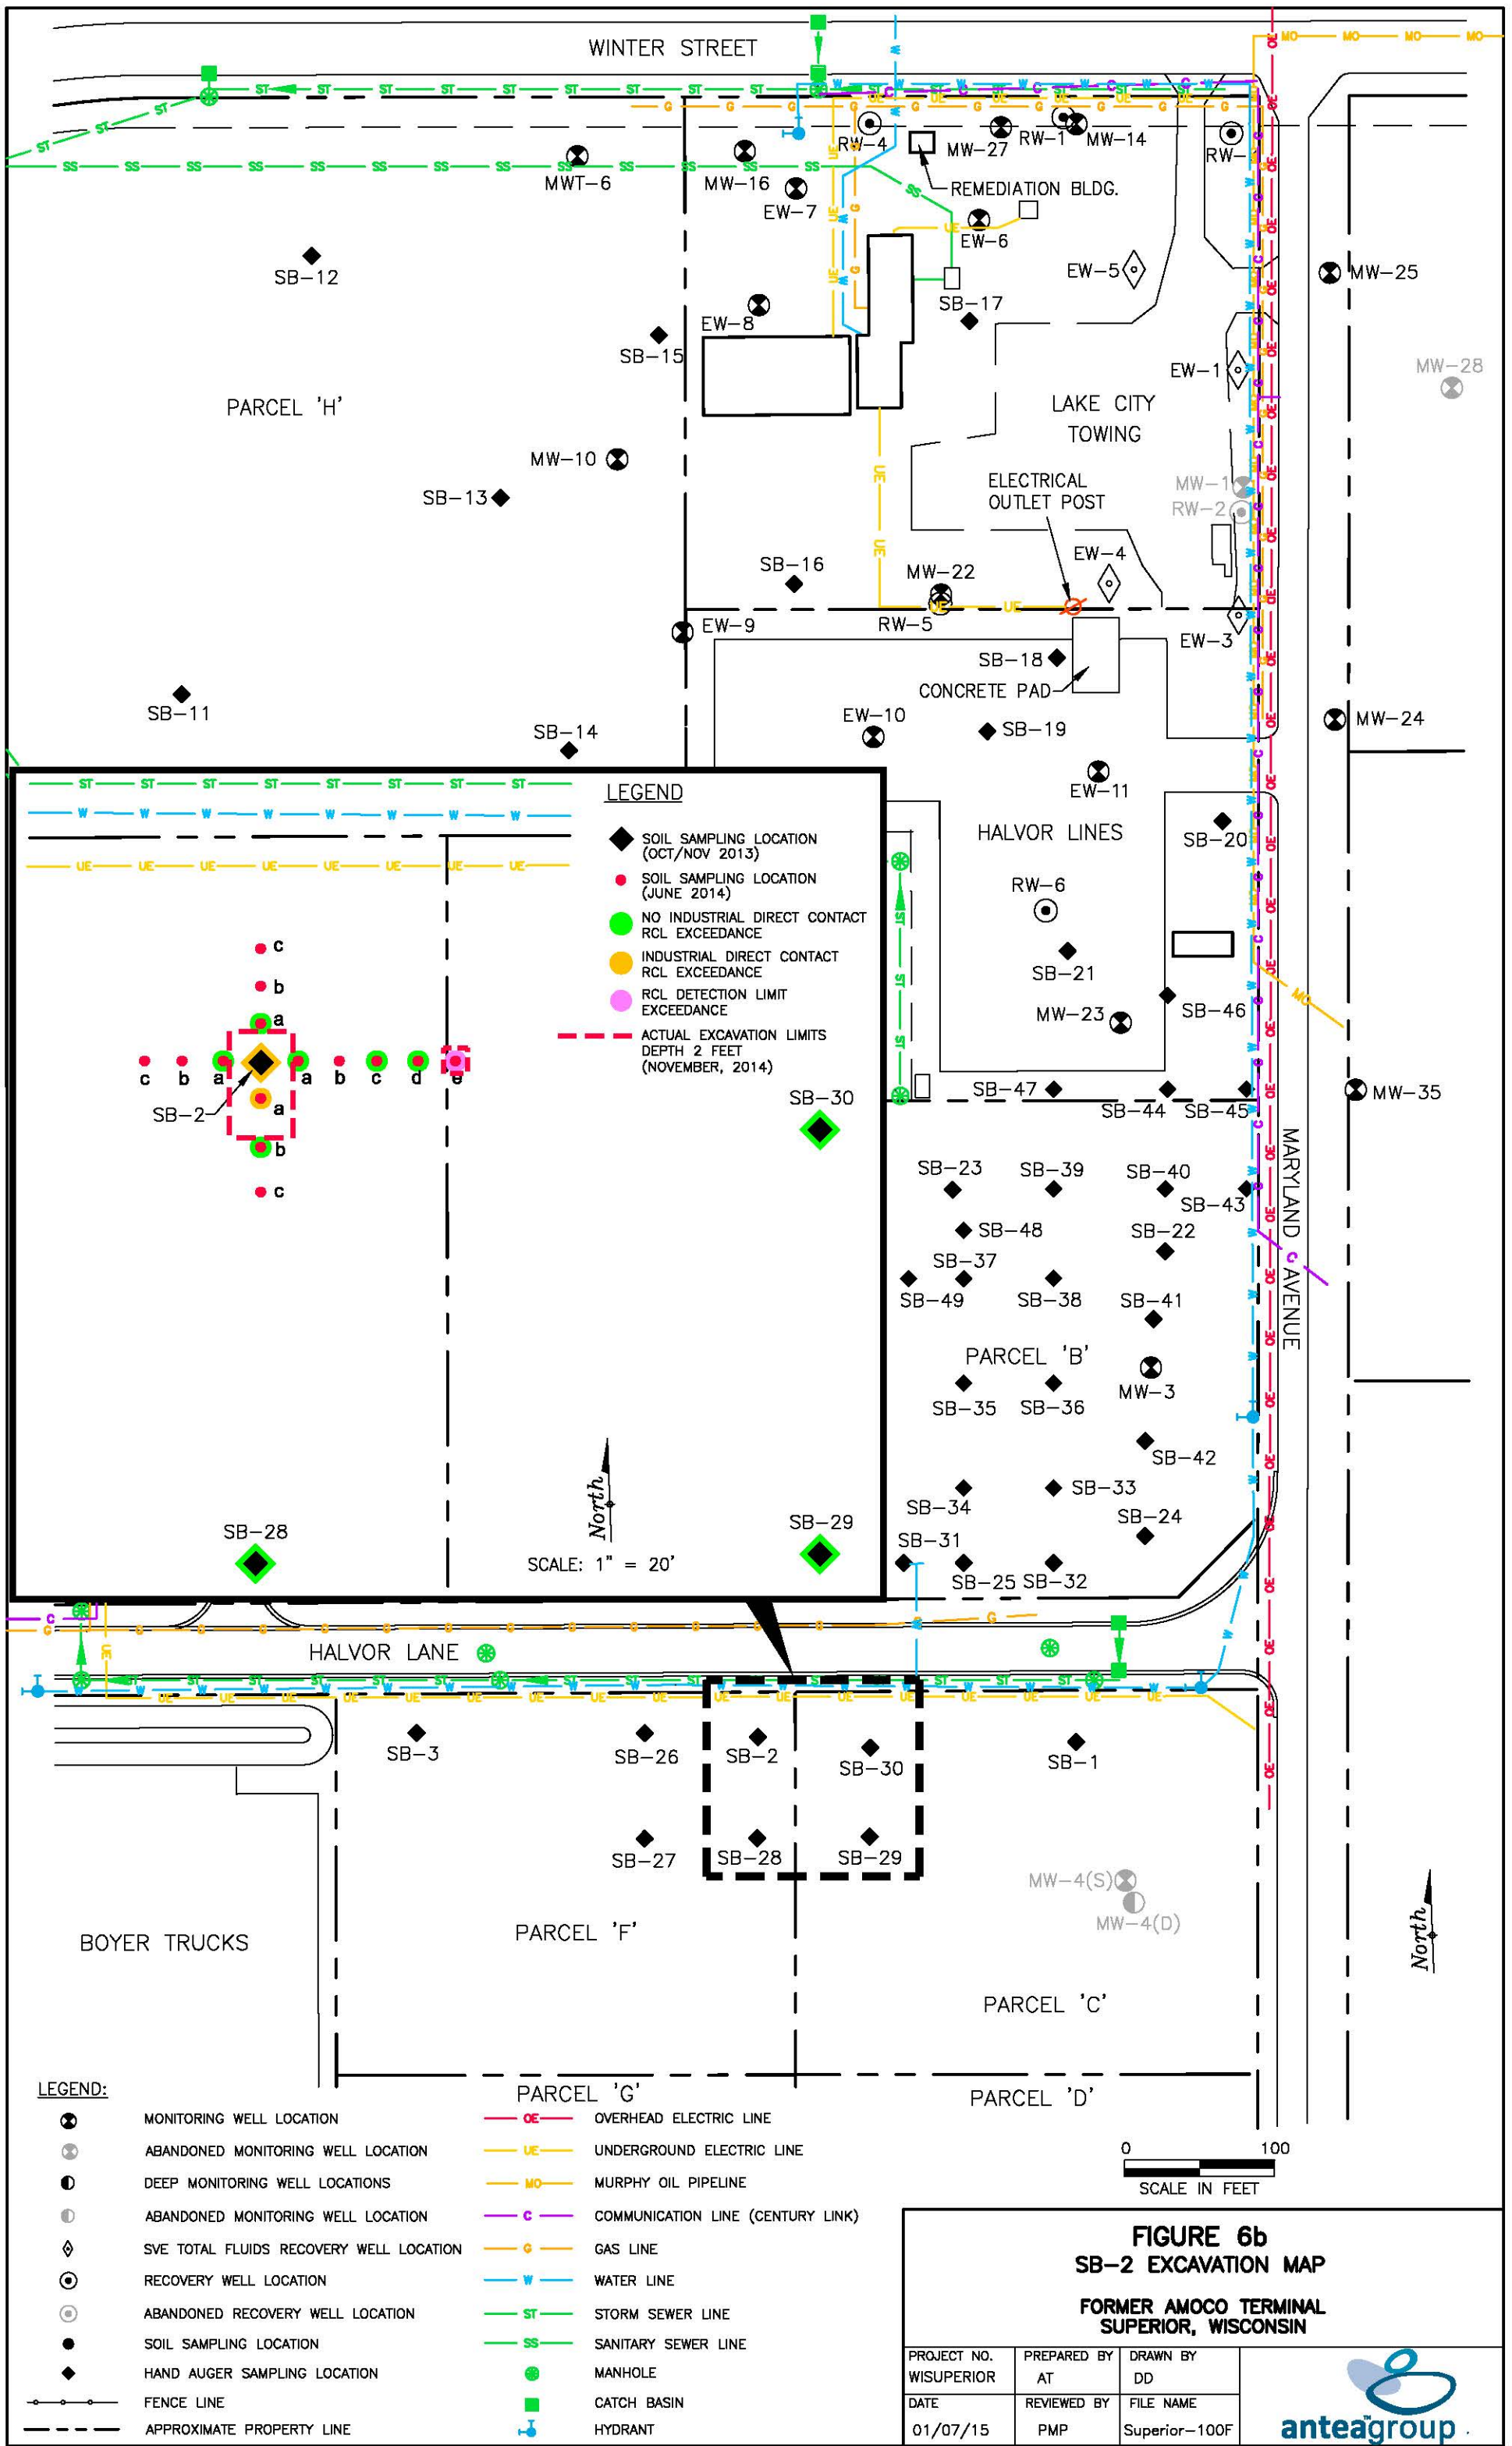 WINTER STREET
RW-4
MW-27
RW-1
MW-14
RW-
MWT-6
MW-16
EW-7
REMEDIATION BLDG.
EW-6
SB-12
EW-5
MW-25
SB-17
EW-8
SB-15
EW-1
MW-28
PARCEL 'H'
LAKE CITY
TOWING
MW-10
SB-13
ELECTRICAL
OUTLET POST
MW-1
RW-2
SB-16
MW-22
EW-4
EW-9
RW-5
EW-3
SB-18
CONCRETE PAD
SB-11
SB-14
EW-10
SB-19
MW-24
EW-11
HALVOR LINES
SB-20
RW-6
SB-21
MW-23
SB-46
SB-47
SB-44
SB-45
MW-35
MARYLAND AVENUE
LEGEND
SOIL SAMPLING LOCATION
(OCT/NOV 2013)
SOIL SAMPLING LOCATION
(JUNE 2014)
NO INDUSTRIAL DIRECT CONTACT
RCL EXCEEDANCE
INDUSTRIAL DIRECT CONTACT
RCL EXCEEDANCE
RCL DETECTION LIMIT
EXCEEDANCE
ACTUAL EXCAVATION LIMITS
DEPTH 2 FEET
(NOVEMBER, 2014)
c
b
a
c b a a b c d e
SB-2
a
b
c
SB-30
SB-28
North
SCALE: 1" = 20'
SB-29
SB-23
SB-39
SB-40
SB-43
SB-48
SB-22
SB-37
SB-49
SB-38
SB-41
PARCEL 'B'
MW-3
SB-35
SB-36
SB-42
SB-34
SB-33
SB-24
SB-31
SB-25
SB-32
HALVOR LANE
SB-3
SB-26
SB-2
SB-30
SB-1
SB-27
SB-28
SB-29
MW-4(S)
MW-4(D)
BOYER TRUCKS
PARCEL 'F'
PARCEL 'C'
North
PARCEL 'G'
PARCEL 'D'
LEGEND:
MONITORING WELL LOCATION
ABANDONED MONITORING WELL LOCATION
DEEP MONITORING WELL LOCATIONS
ABANDONED MONITORING WELL LOCATION
SVE TOTAL FLUIDS RECOVERY WELL LOCATION
RECOVERY WELL LOCATION
ABANDONED RECOVERY WELL LOCATION
SOIL SAMPLING LOCATION
HAND AUGER SAMPLING LOCATION
FENCE LINE
APPROXIMATE PROPERTY LINE
OE OVERHEAD ELECTRIC LINE
UE UNDERGROUND ELECTRIC LINE
MO MURPHY OIL PIPELINE
C COMMUNICATION LINE (CENTURY LINK)
G GAS LINE
W WATER LINE
ST STORM SEWER LINE
SS SANITARY SEWER LINE
MANHOLE
CATCH BASIN
HYDRANT
0 100
SCALE IN FEET
FIGURE 6b
SB-2 EXCAVATION MAP
FORMER AMOCO TERMINAL
SUPERIOR, WISCONSIN
PROJECT NO.
WISUPERIOR
PREPARED BY
AT
DRAWN BY
DD
DATE
01/07/15
REVIEWED BY
PMP
FILE NAME
Superior-100F
anteagroup